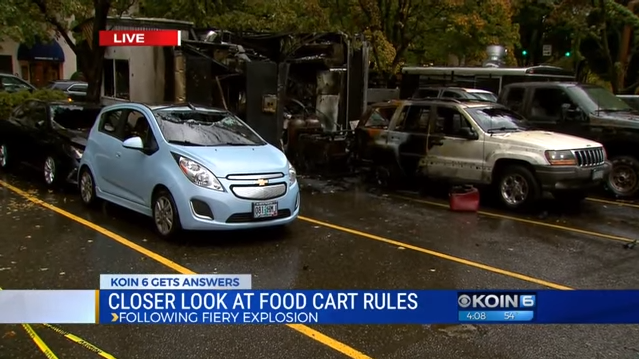 LIVE
KOIN 6 GETS ANSWERS
CLOSER LOOK AT FOOD CART RULES
FOLLOWING FIERY EXPLOSION
KOIN 6
4:08 54°